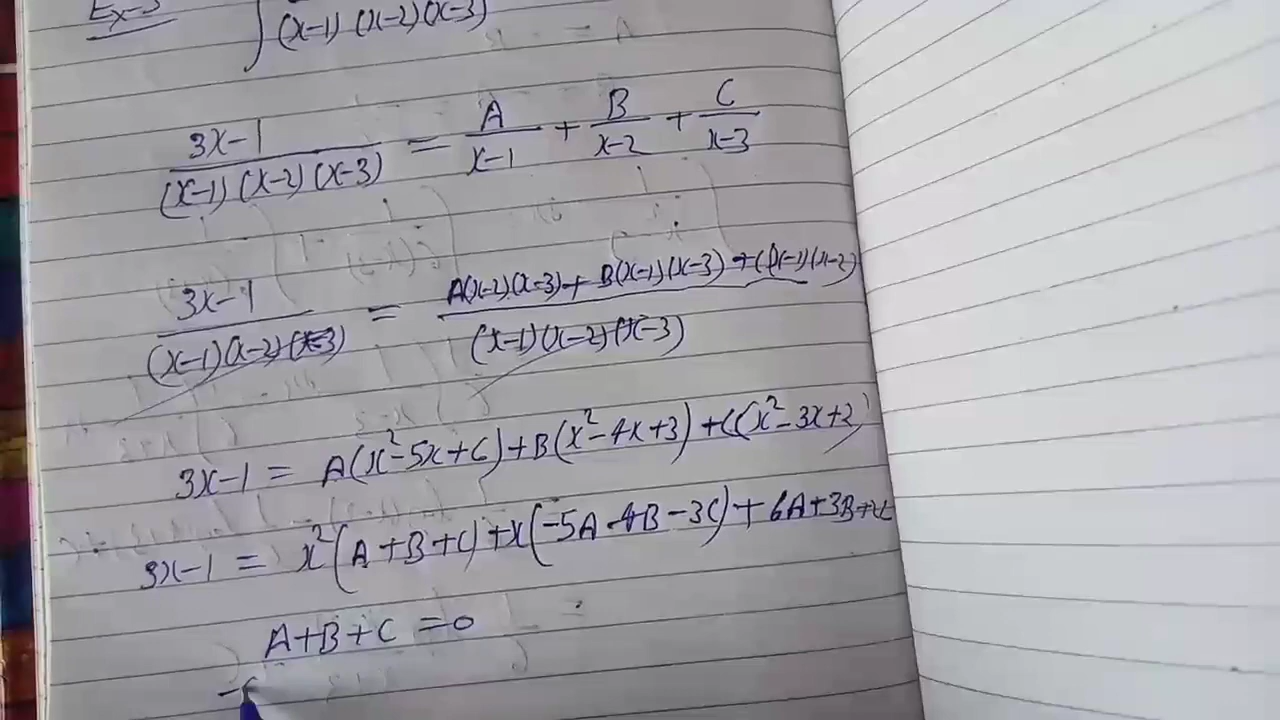 Ex-3
∫ (x-1) (x-2) (x-3)
3x-1 / (x-1) (x-2) (x-3) = A / x-1 + B / x-2 + C / x-3
3x-1 / (x-1)(x-2)(x-3) = A(x-2)(x-3) + B(x-1)(x-3) + C(x-1)(x-2) / (x-1)(x-2)(x-3)
3x-1 = A(x²-5x+6) + B(x²-4x+3) + C(x²-3x+2)
3x-1 = x²(A+B+C) + x(-5A-4B-3C) + 6A+3B+2C
A+B+C = 0